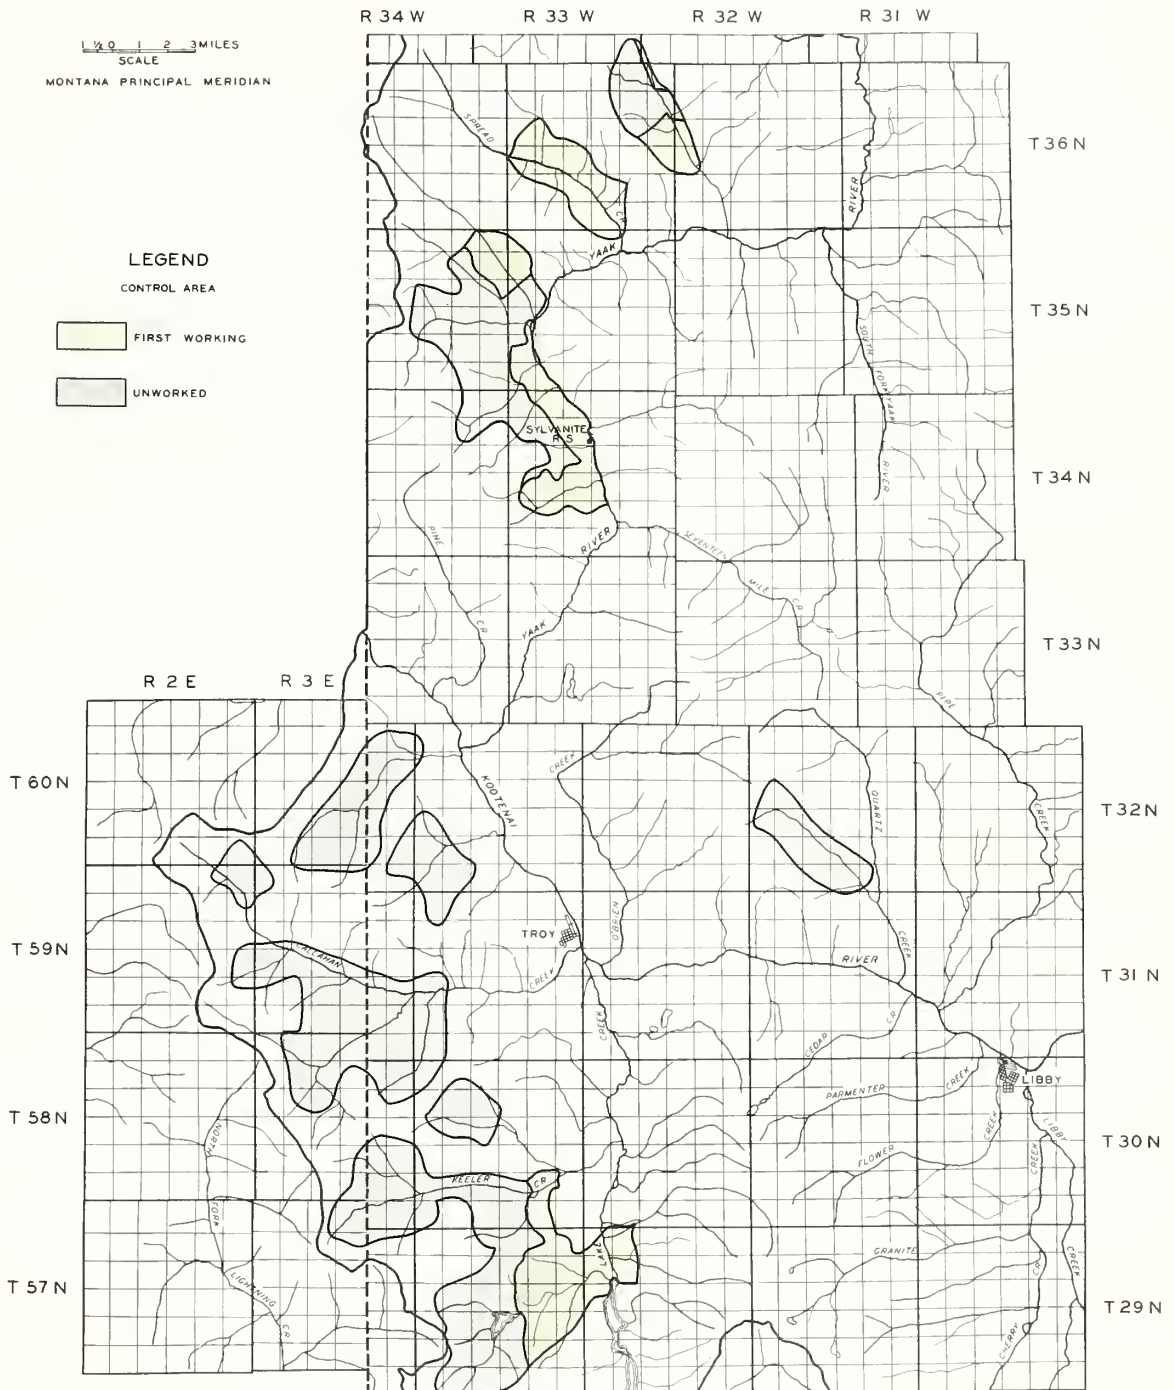 R 34 W R 33 W R 32 W R 31 W
1 ½ 0 1 2 3 MILES
SCALE
MONTANA PRINCIPAL MERIDIAN
SPREAD
CR.
T 36 N
RIVER
YAAK
LEGEND
CONTROL AREA
FIRST WORKING
UNWORKED
T 35 N
SOUTH FORK YAAK
RIVER
SYLVANITE
R S
T 34 N
PINE
CR.
RIVER
YAAK
SEVENTEEN
MILE
CR.
T 33 N
PIPE
CREEK
R 2 E R 3 E
T 60 N
KOOTENAI
CREEK
O'BRIEN
QUARTZ
CREEK
T 32 N
T 59 N
CALLAHAN
CREEK
TROY
RIVER
T 31 N
CREEK
CEDAR
CR.
PARMENTER
CREEK
LIBBY
T 58 N
NORTH
FORK
KEELER
CR.
FLOWER
CREEK
LIBBY
CREEK
T 30 N
LAKE
GRANITE
CR.
CREEK
T 57 N
LIGHTNING
CR.
CHERRY
T 29 N